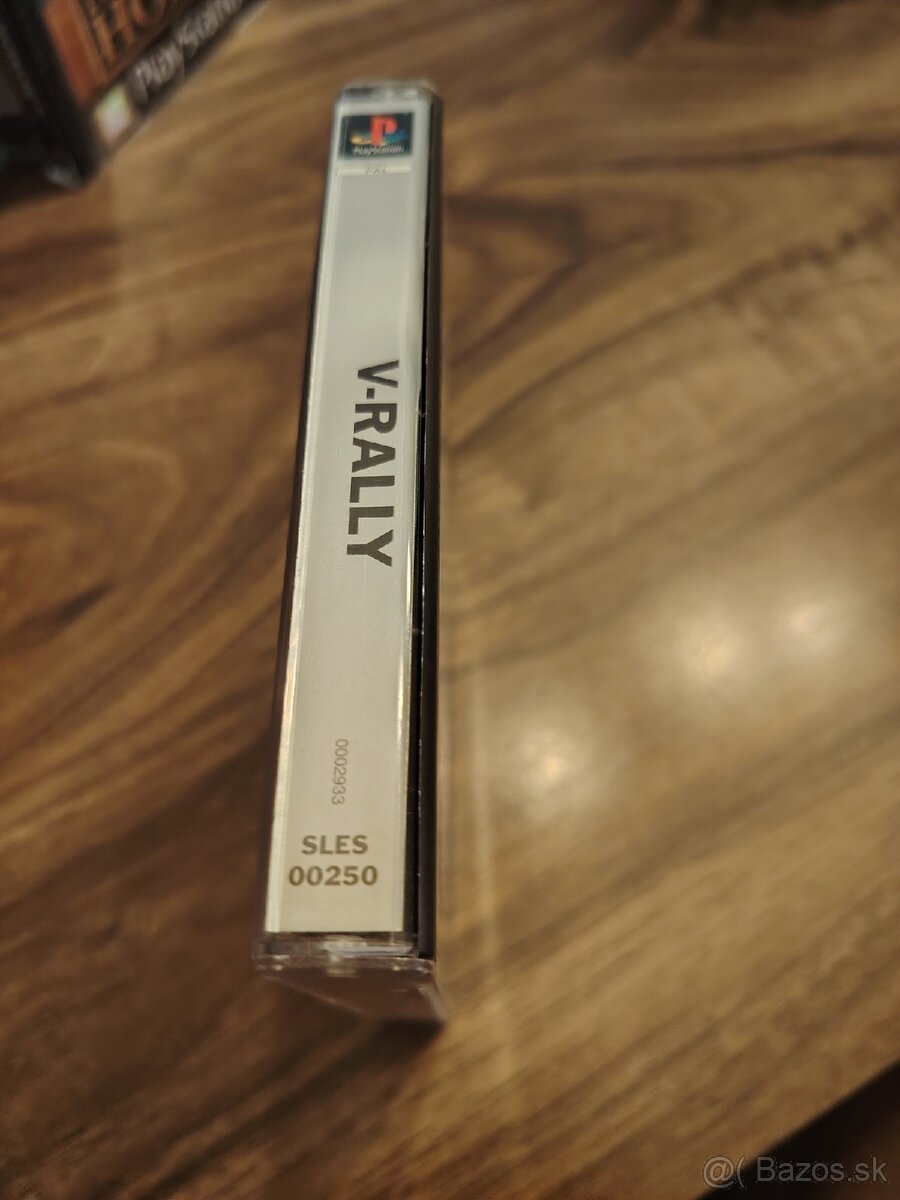 PlayStation
PlayStation
V-RALLY
0002933
SLES
00250
@( Bazos.sk